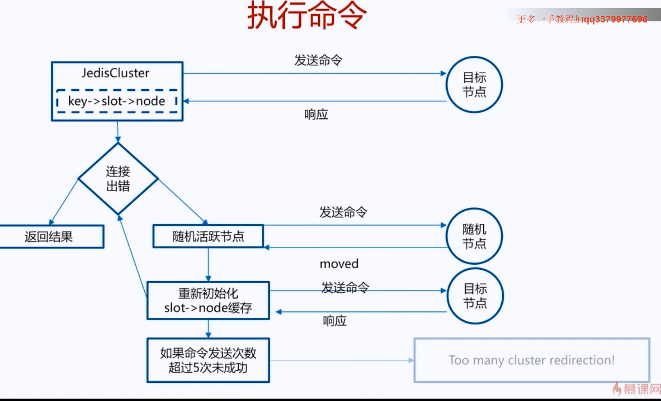 执行命令
JedisCluster
key->slot->node
发送命令
响应
目标
节点
连接
出错
返回结果
随机活跃节点
发送命令
moved
随机
节点
重新初始化
slot->node缓存
发送命令
响应
目标
节点
如果命令发送次数
超过5次未成功
Too many cluster redirection!
慕课网